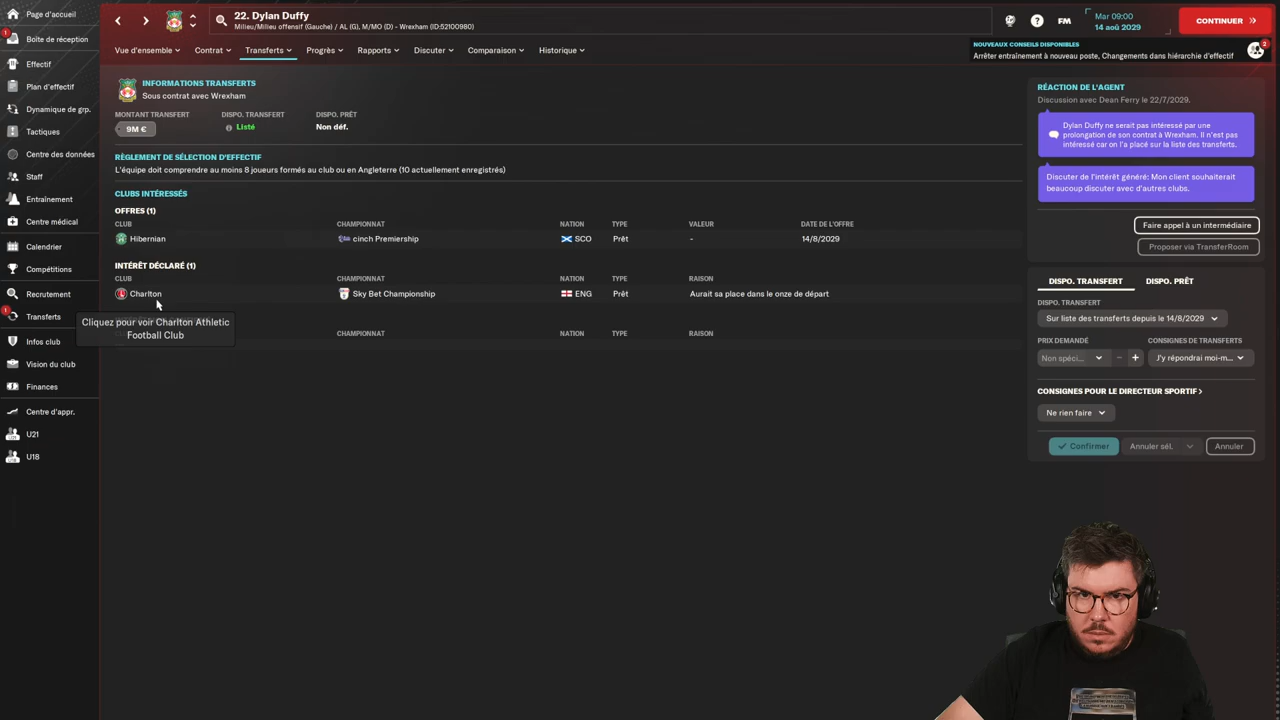 Page d'accueil
1
Boîte de réception
Effectif
Plan d'effectif
Dynamique de grp.
Tactiques
Centre des données
Staff
Entraînement
Centre médical
Calendrier
Compétitions
Recrutement
1
Transferts
Infos club
Vision du club
Finances
Centre d'appr.
U21
U18
22. Dylan Duffy
Milieu/Milieu offensif (Gauche) / AL (G), M/MO (D) - Wrexham (ID:52100980)
FM
Mar 09:00
14 aoû 2029
CONTINUER
Vue d'ensemble
Contrat
Transferts
Progrès
Rapports
Discuter
Comparaison
Historique
NOUVEAUX CONSEILS DISPONIBLES
Arrêter entraînement à nouveau poste, Changements dans hiérarchie d'effectif
2
INFORMATIONS TRANSFERTS
Sous contrat avec Wrexham
MONTANT TRANSFERT
DISPO. TRANSFERT
DISPO. PRÊT
9M €
Listé
Non déf.
RÈGLEMENT DE SÉLECTION D'EFFECTIF
L'équipe doit comprendre au moins 8 joueurs formés au club ou en Angleterre (10 actuellement enregistrés)
CLUBS INTÉRESSÉS
OFFRES (1)
CLUB CHAMPIONNAT NATION TYPE VALEUR DATE DE L'OFFRE
Hibernian cinch Premiership SCO Prêt - 14/8/2029
INTÉRÊT DÉCLARÉ (1)
CLUB CHAMPIONNAT NATION TYPE RAISON
Charlton Sky Bet Championship ENG Prêt Aurait sa place dans le onze de départ
Cliquez pour voir Charlton Athletic
Football Club
CHAMPIONNAT NATION TYPE RAISON
RÉACTION DE L'AGENT
Discussion avec Dean Ferry le 22/7/2029.
Dylan Duffy ne serait pas intéressé par une
prolongation de son contrat à Wrexham. Il n'est pas
intéressé car on l'a placé sur la liste des transferts.
Discuter de l'intérêt généré: Mon client souhaiterait
beaucoup discuter avec d'autres clubs.
Faire appel à un intermédiaire
Proposer via TransferRoom
DISPO. TRANSFERT
DISPO. PRÊT
DISPO. TRANSFERT
Sur liste des transferts depuis le 14/8/2029
PRIX DEMANDÉ
CONSIGNES DE TRANSFERTS
Non spéci...
− +
J'y répondrai moi-m...
CONSIGNES POUR LE DIRECTEUR SPORTIF >
Ne rien faire
Confirmer
Annuler sél.
Annuler